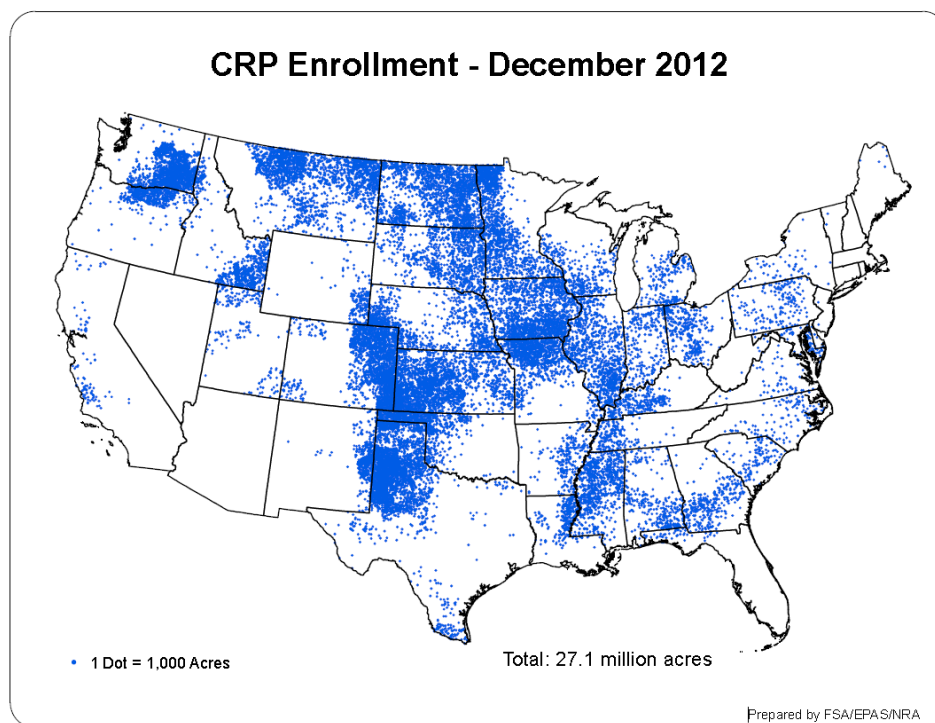 CRP Enrollment - December 2012
1 Dot = 1,000 Acres
Total: 27.1 million acres
Prepared by FSA/EPAS/NRA